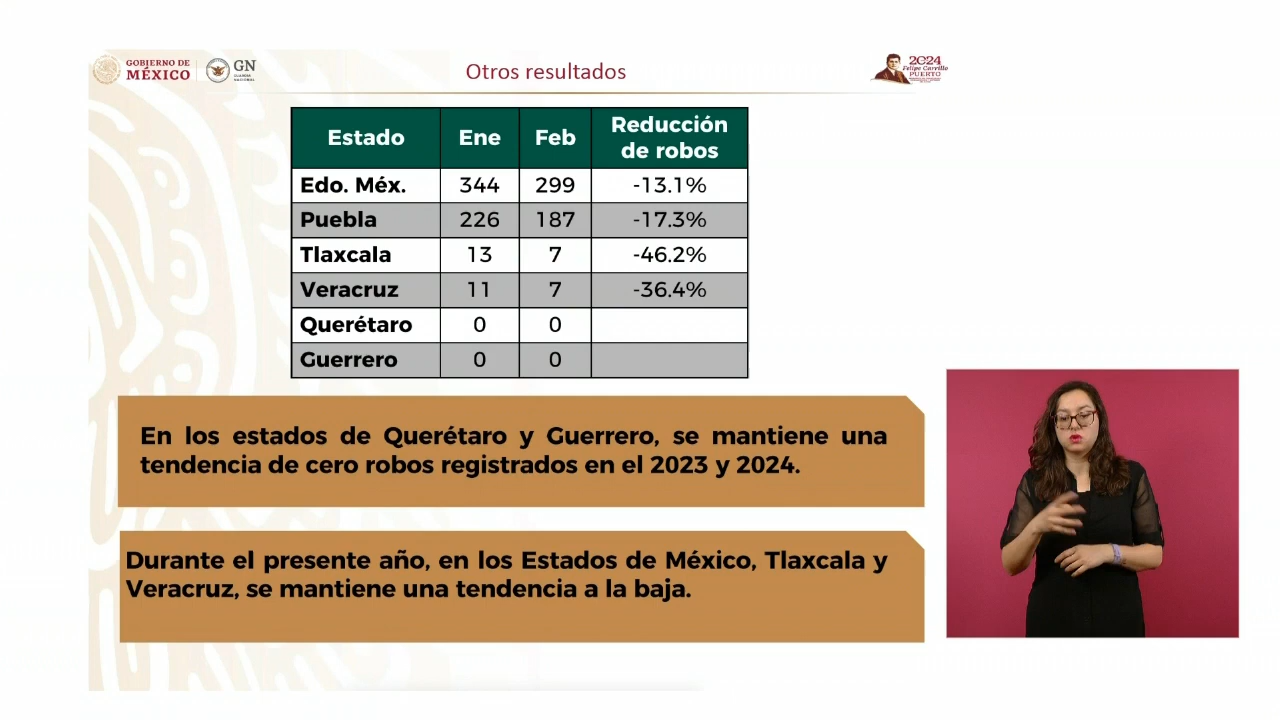 GOBIERNO DE
MÉXICO
GN
Otros resultados
2024
Felipe Carrillo
PUERTO
Estado Ene Feb Reducción de robos
Edo. Méx. 344 299 -13.1%
Puebla 226 187 -17.3%
Tlaxcala 13 7 -46.2%
Veracruz 11 7 -36.4%
Querétaro 0 0
Guerrero 0 0
En los estados de Querétaro y Guerrero, se mantiene una
tendencia de cero robos registrados en el 2023 y 2024.
Durante el presente año, en los Estados de México, Tlaxcala y
Veracruz, se mantiene una tendencia a la baja.